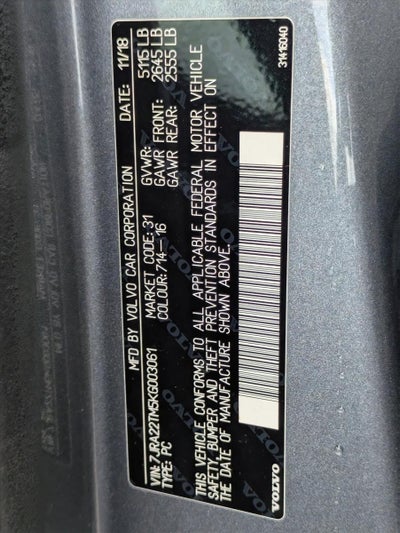 MFD BY VOLVO CAR CORPORATION DATE: 11/18
VIN: 7JRA22TM5KG003061 MARKET CODE: 31 GVWR: 5115 LB
TYPE: PC COLOUR: 714-16 GAWR FRONT: 2645 LB
GAWR REAR: 2555 LB
THIS VEHICLE CONFORMS TO ALL APPLICABLE FEDERAL MOTOR VEHICLE
SAFETY, BUMPER AND THEFT PREVENTION STANDARDS IN EFFECT ON
THE DATE OF MANUFACTURE SHOWN ABOVE.
VOLVO 31416040